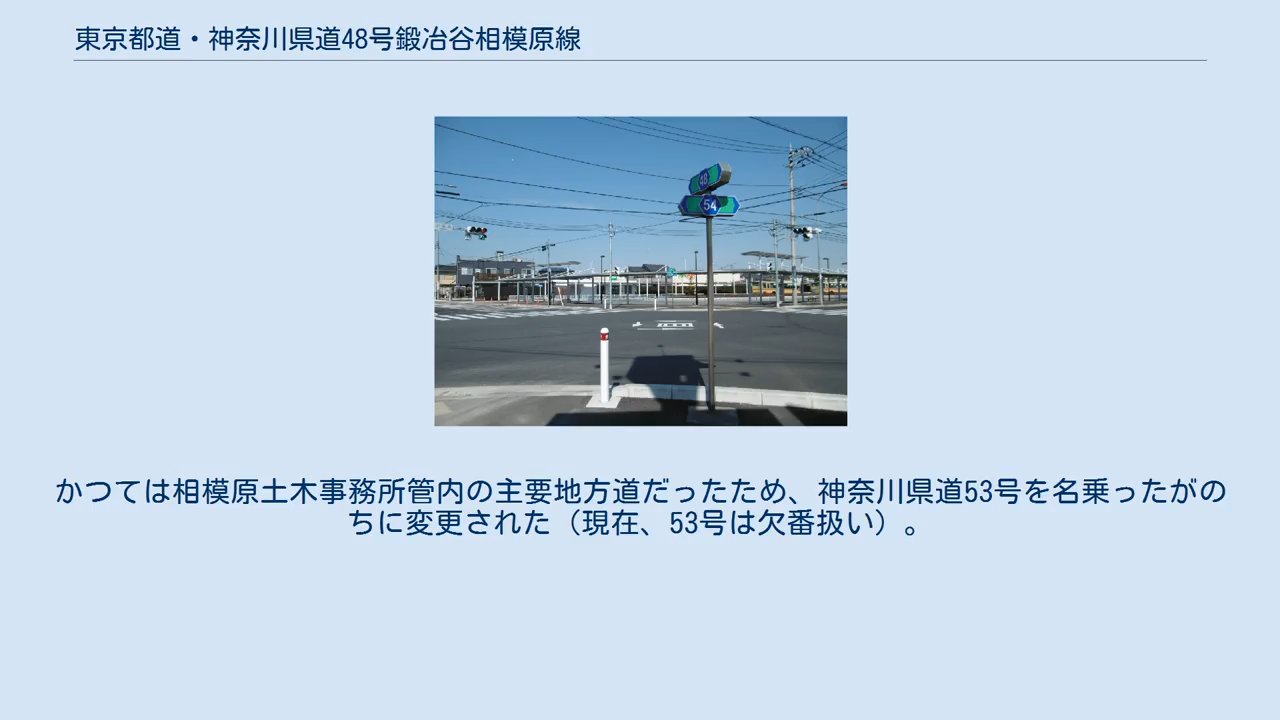 東京都道・神奈川県道48号鍛冶谷相模原線
48
54
かつては相模原土木事務所管内の主要地方道だったため、神奈川県道53号を名乗ったがの
ちに変更された（現在、53号は欠番扱い）。